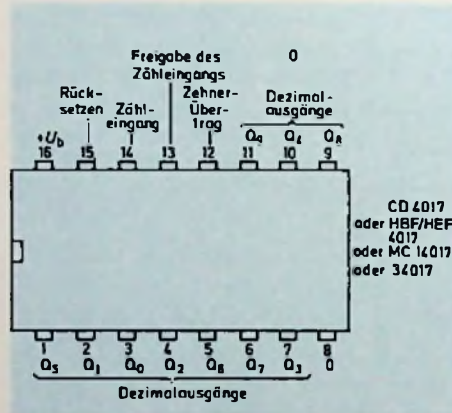 Freigabe des
Zähleingangs
0
Rück-
setzen
Zähl-
eingang
Zehner-
Über-
trag
Dezimal-
ausgänge
+U_b
Q₉ Q₄ Q₈
16 15 14 13 12 11 10 9
CD 4017
oder HBF/HEF
4017
oder MC 14017
oder 34017
1 2 3 4 5 6 7 8
Q₅ Q₁ Q₀ Q₂ Q₆ Q₇ Q₃ 0
Dezimalausgänge